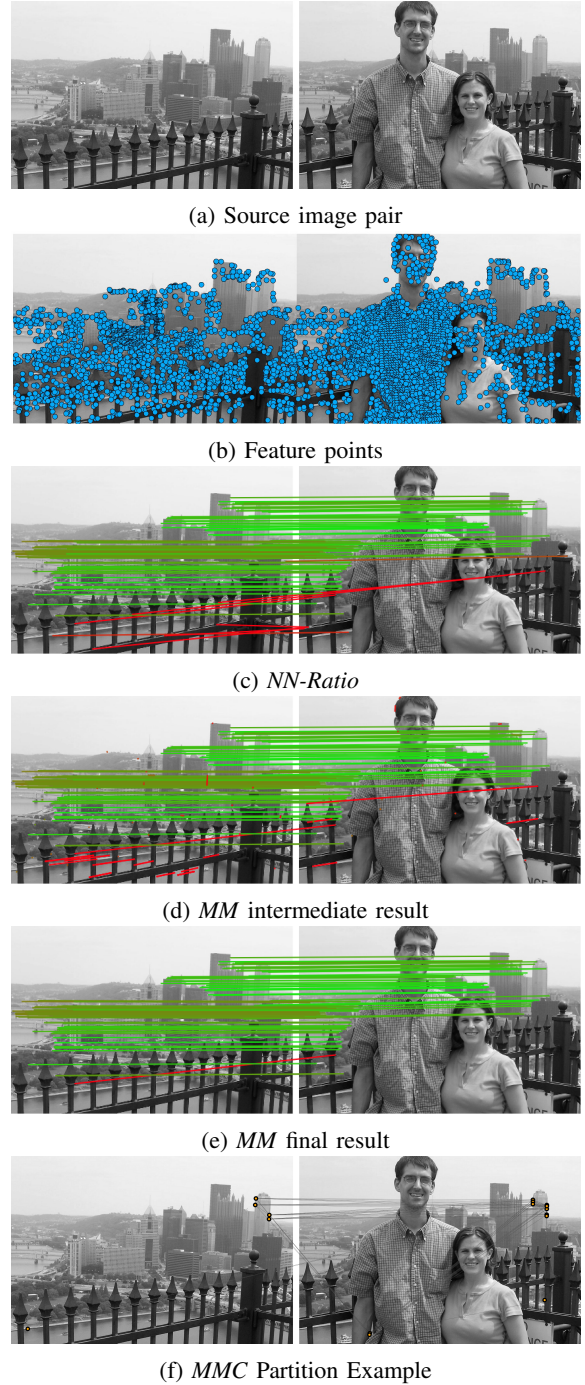 (a) Source image pair
(b) Feature points
(c) NN-Ratio
(d) MM intermediate result
(e) MM final result
(f) MMC Partition Example